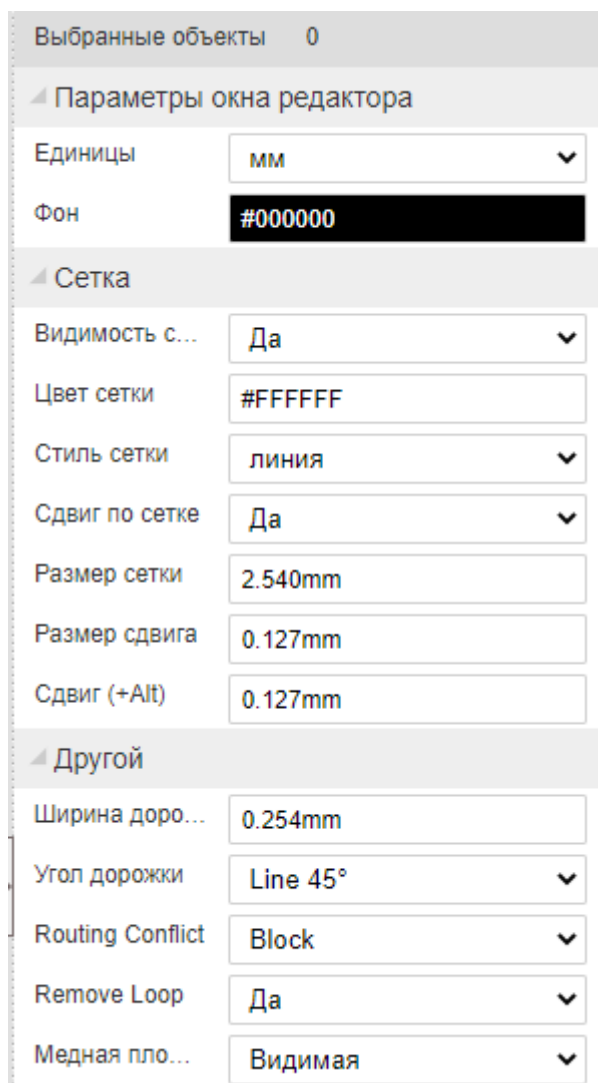 Выбранные объекты 0
Параметры окна редактора
Единицы мм
Фон #000000
Сетка
Видимость с... Да
Цвет сетки #FFFFFF
Стиль сетки линия
Сдвиг по сетке Да
Размер сетки 2.540mm
Размер сдвига 0.127mm
Сдвиг (+Alt) 0.127mm
Другой
Ширина доро... 0.254mm
Угол дорожки Line 45°
Routing Conflict Block
Remove Loop Да
Медная пло... Видимая